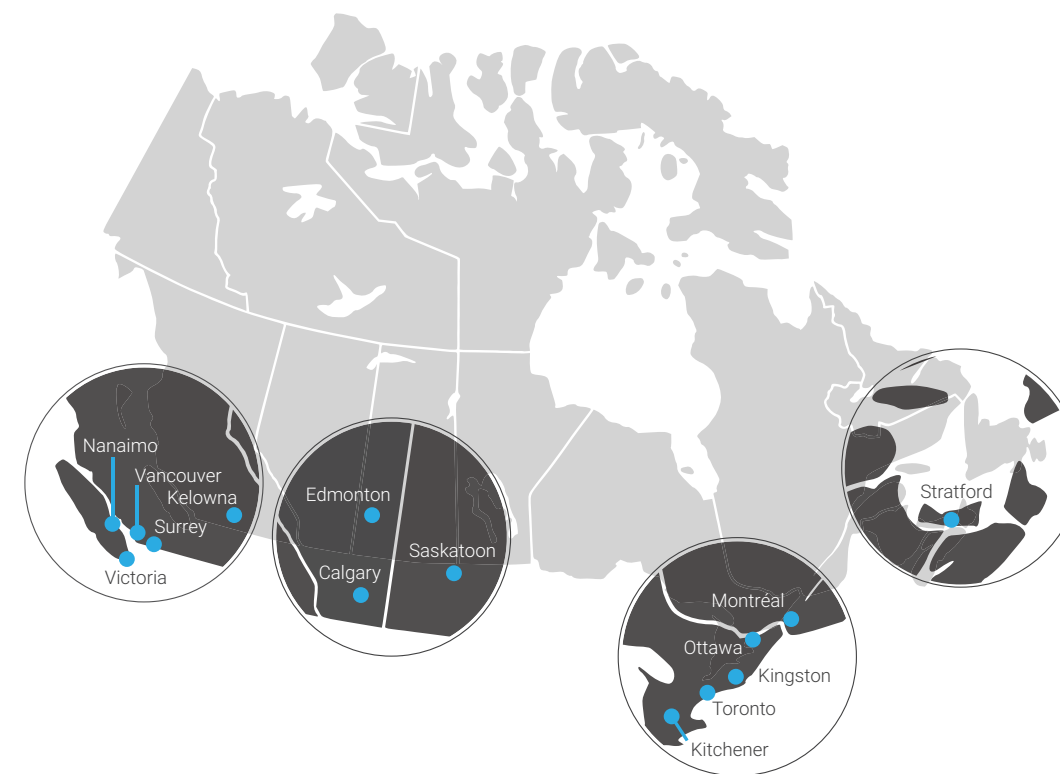 Nanaimo
Vancouver
Kelowna
Surrey
Victoria
Edmonton
Saskatoon
Calgary
Stratford
Montréal
Ottawa
Kingston
Toronto
Kitchener